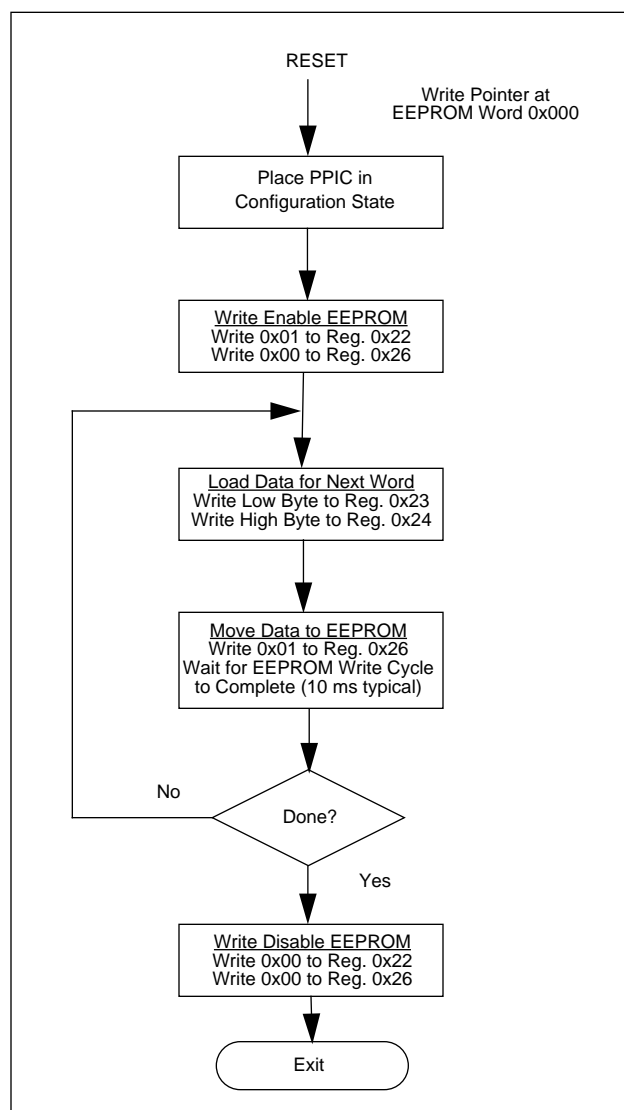 RESET
Write Pointer at
EEPROM Word 0x000
Place PPIC in
Configuration State
Write Enable EEPROM
Write 0x01 to Reg. 0x22
Write 0x00 to Reg. 0x26
Load Data for Next Word
Write Low Byte to Reg. 0x23
Write High Byte to Reg. 0x24
Move Data to EEPROM
Write 0x01 to Reg. 0x26
Wait for EEPROM Write Cycle
to Complete (10 ms typical)
No
Done?
Yes
Write Disable EEPROM
Write 0x00 to Reg. 0x22
Write 0x00 to Reg. 0x26
Exit